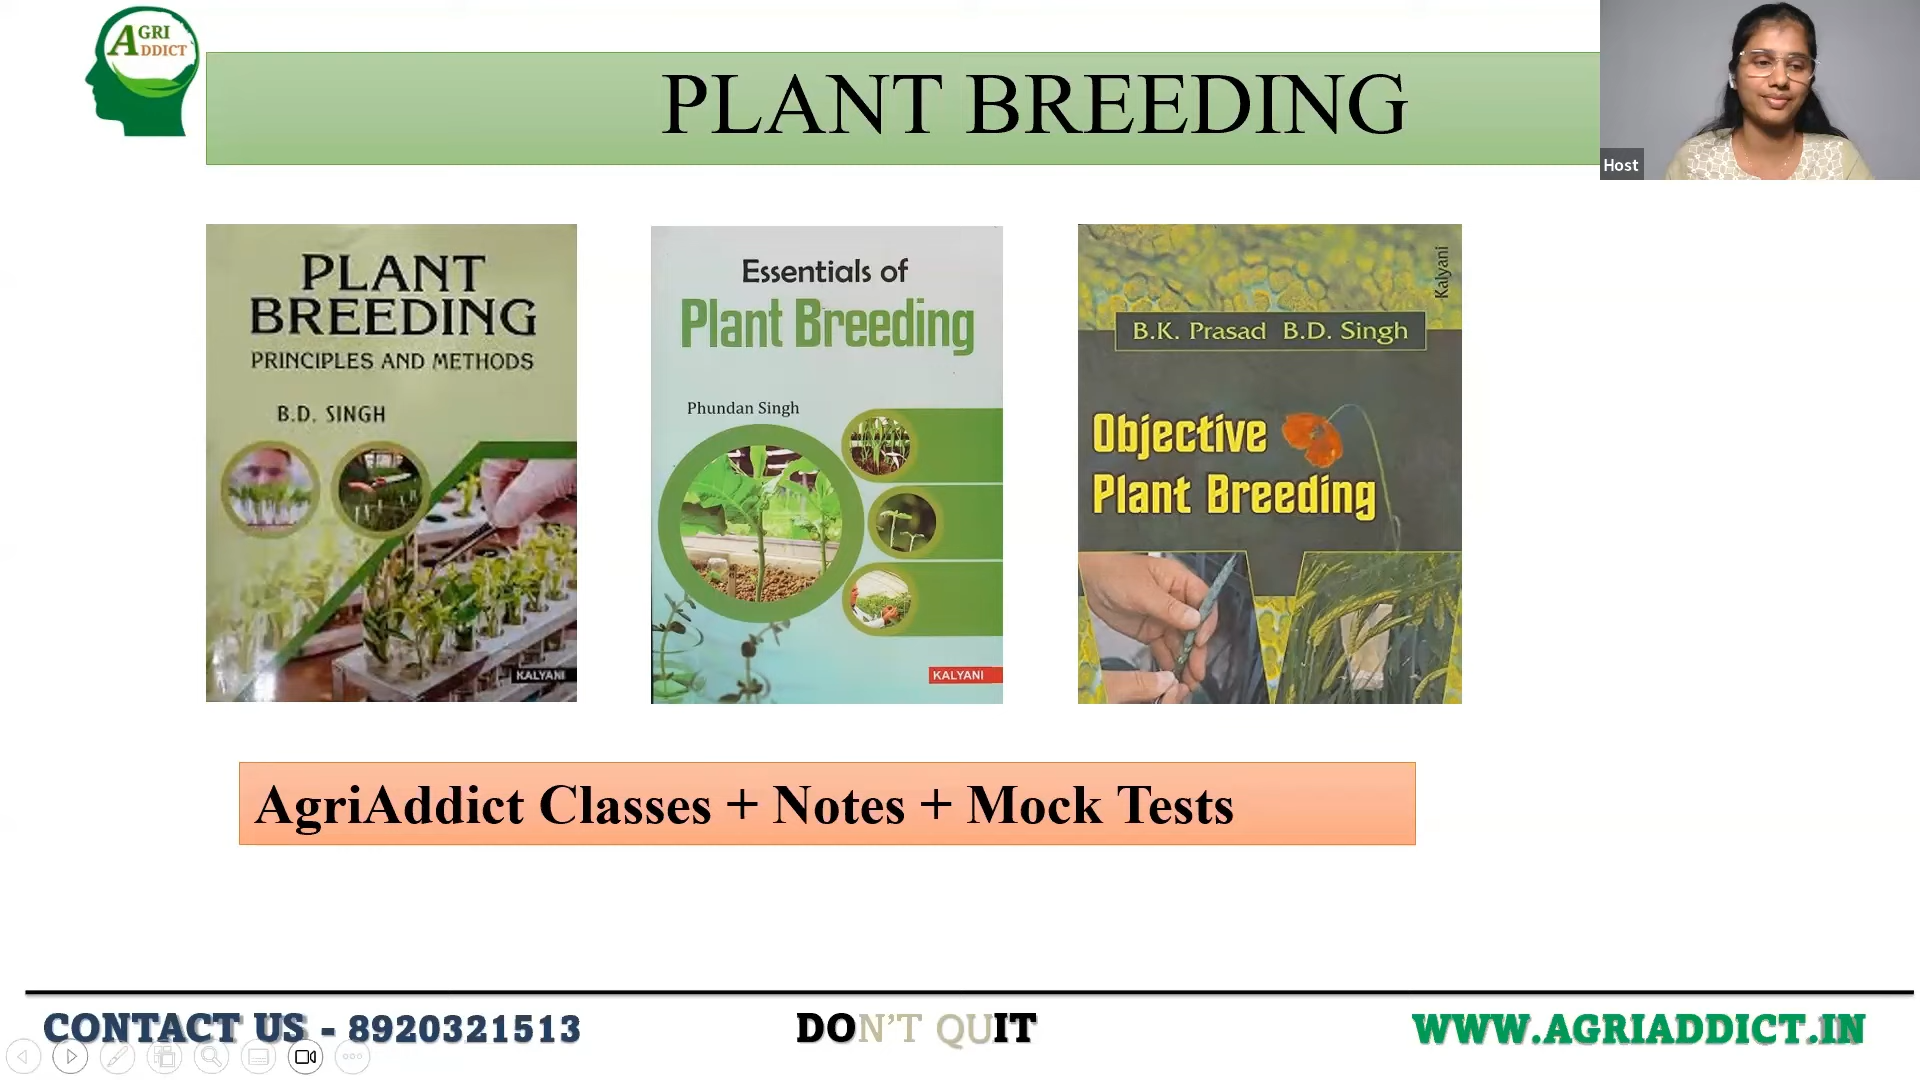 AGRI
ADDICT
PLANT BREEDING
Host
PLANT
BREEDING
PRINCIPLES AND METHODS
B.D. SINGH
KALYANI
Essentials of
Plant Breeding
Phundan Singh
KALYANI
Kalyani
B.K. Prasad B.D. Singh
Objective
Plant Breeding
AgriAddict Classes + Notes + Mock Tests
CONTACT US - 8920321513
DON'T QUIT
WWW.AGRIADDICT.IN